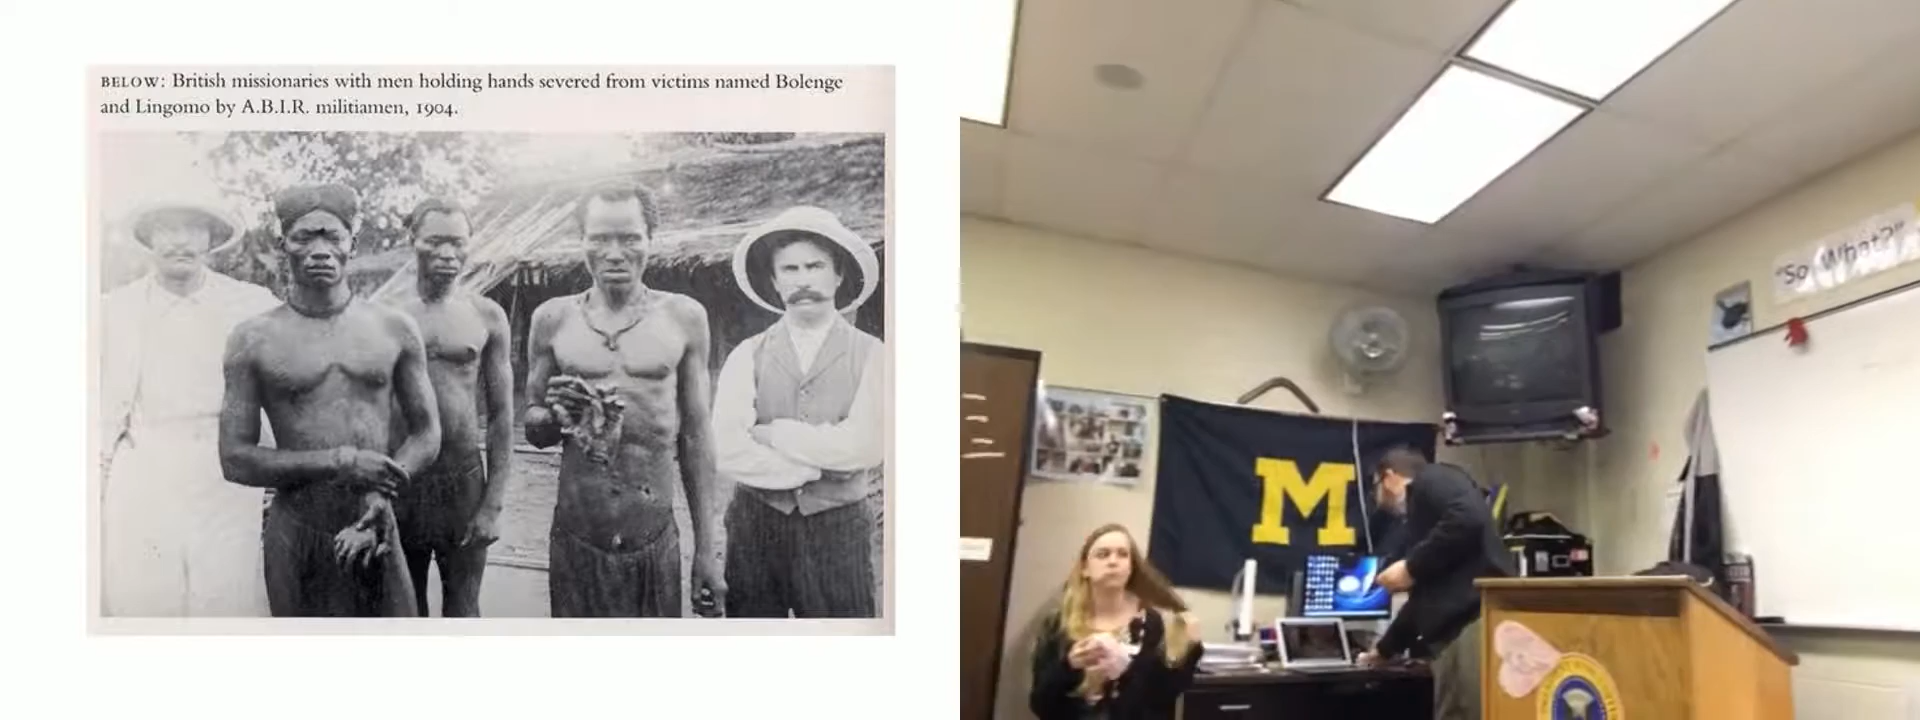 BELOW: British missionaries with men holding hands severed from victims named Bolenge
and Lingomo by A.B.I.R. militiamen, 1904.
"So What?"
M